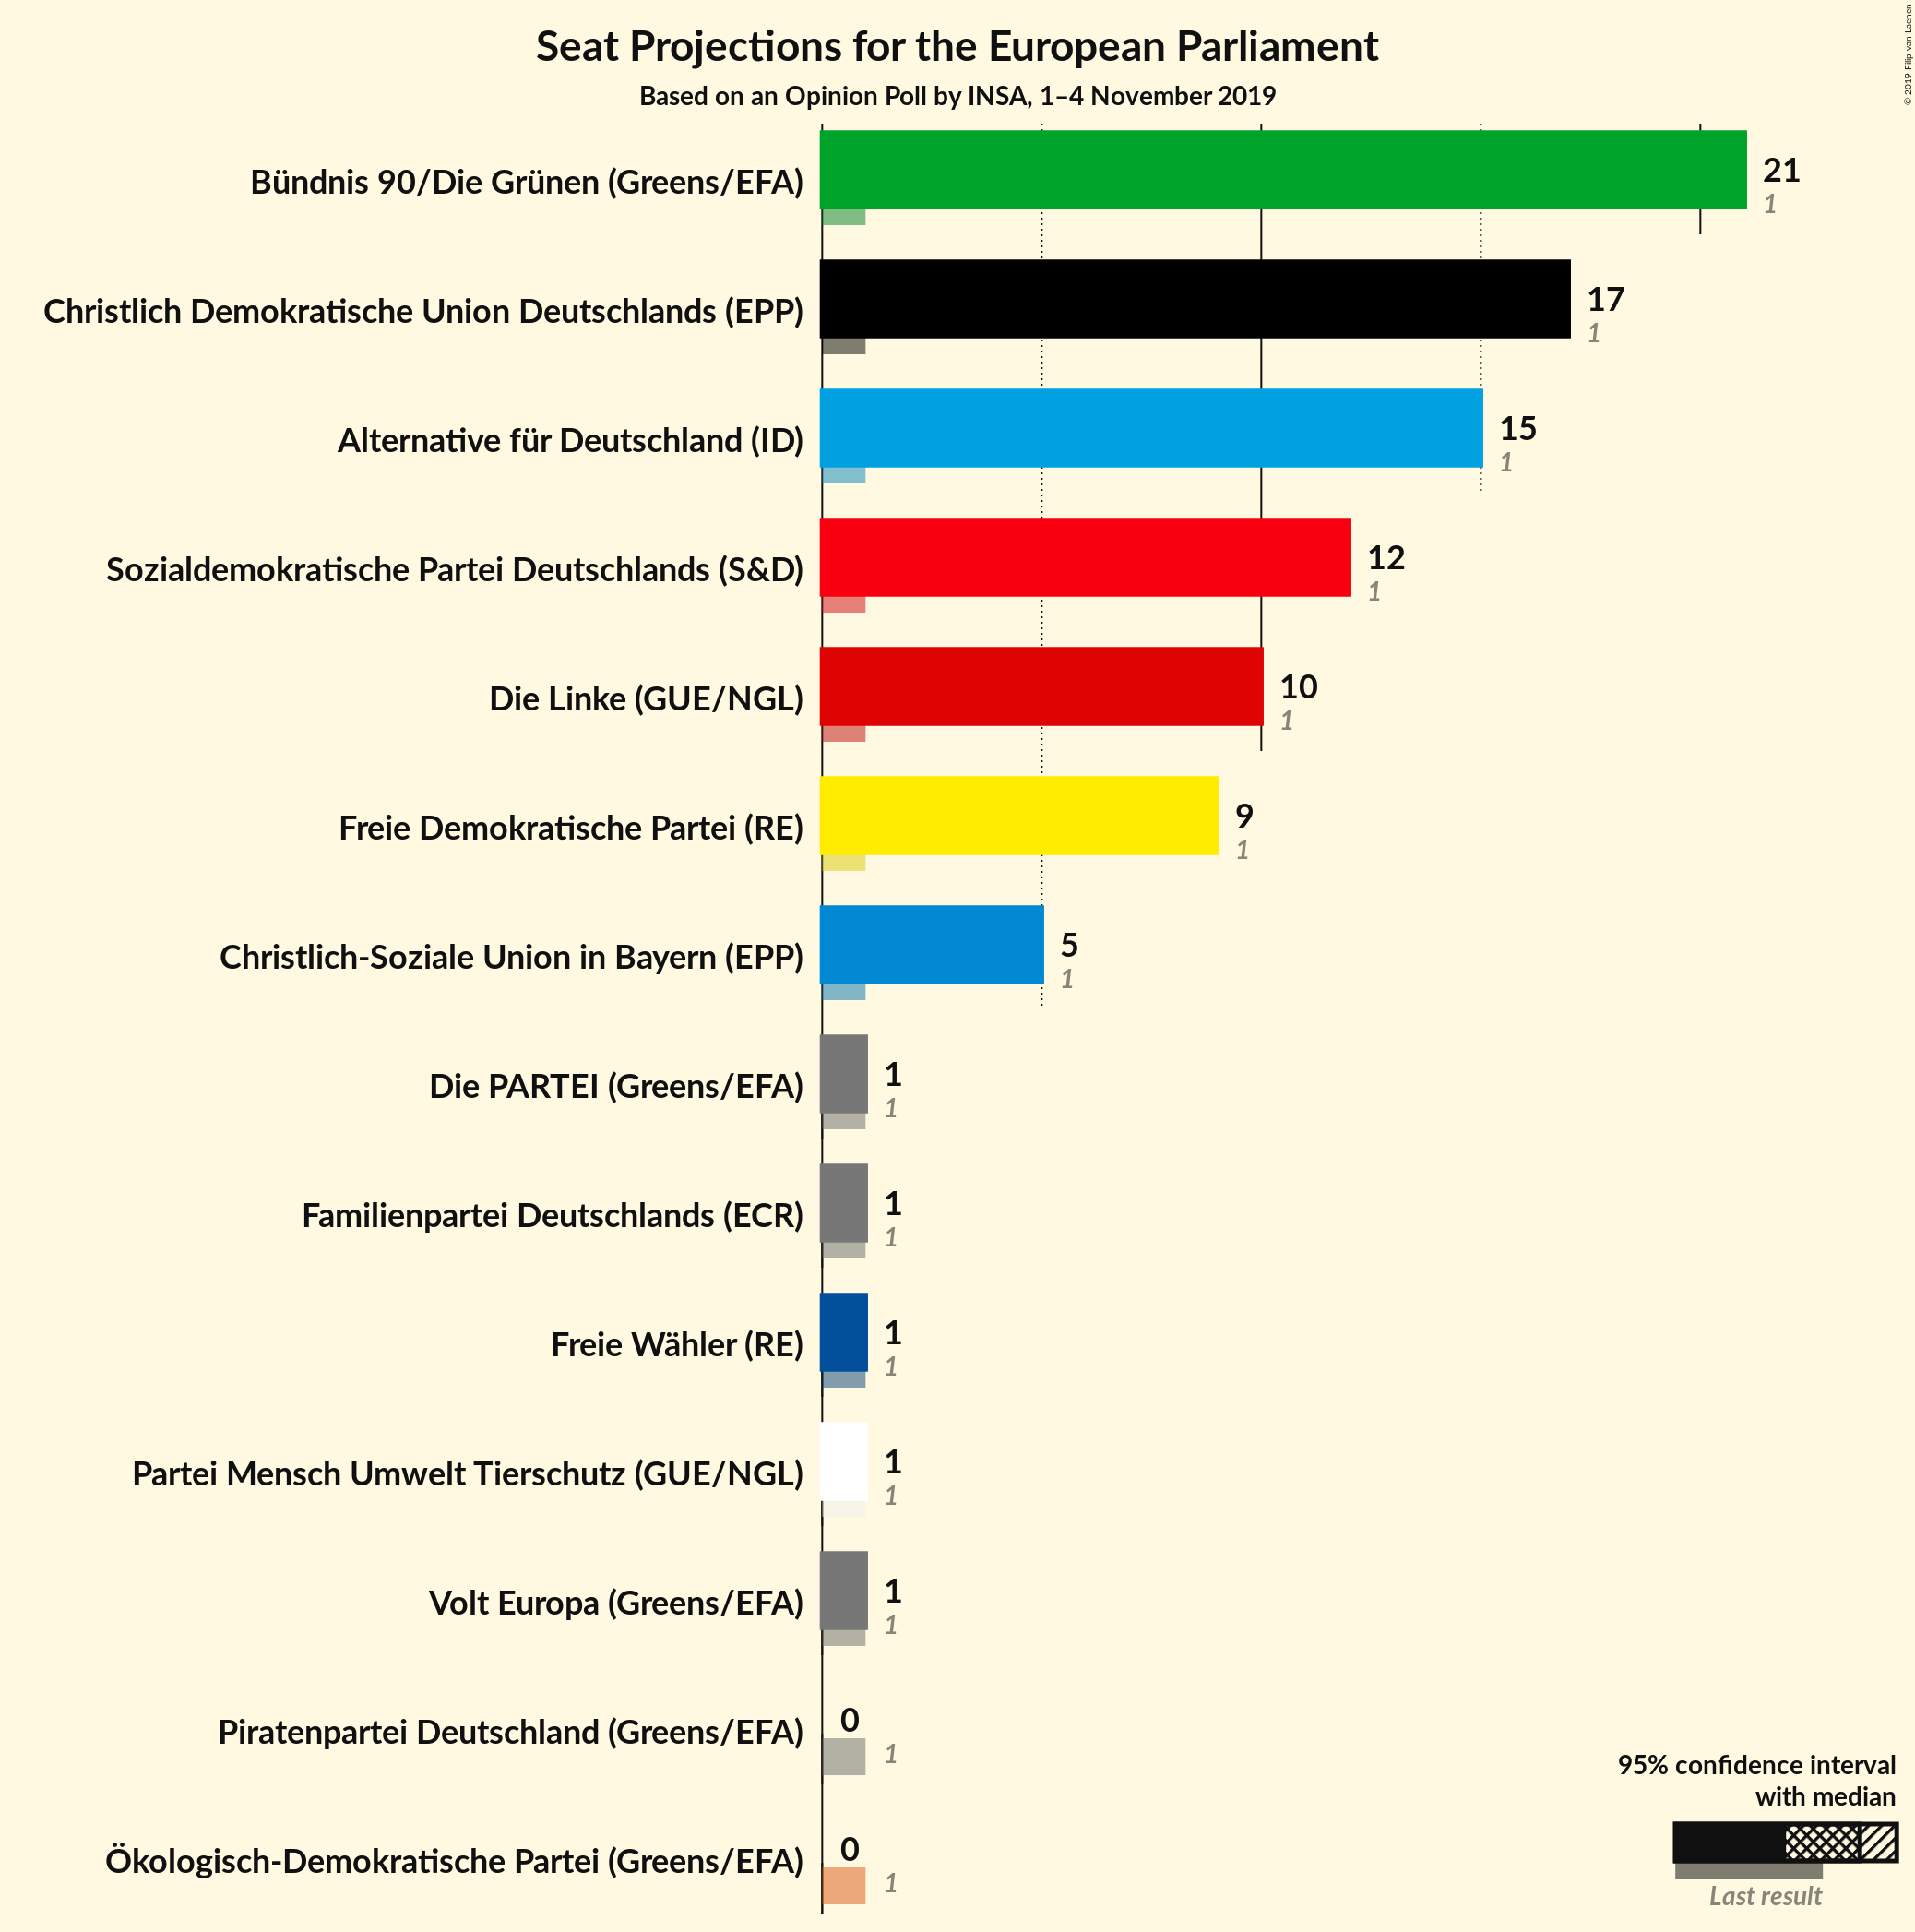 Seat Projections for the European Parliament
Based on an Opinion Poll by INSA, 1–4 November 2019
© 2019 Filip van Laenen
Bündnis 90/Die Grünen (Greens/EFA)
21
1
Christlich Demokratische Union Deutschlands (EPP)
17
1
Alternative für Deutschland (ID)
15
1
Sozialdemokratische Partei Deutschlands (S&D)
12
1
Die Linke (GUE/NGL)
10
1
Freie Demokratische Partei (RE)
9
1
Christlich-Soziale Union in Bayern (EPP)
5
1
Die PARTEI (Greens/EFA)
1
1
Familienpartei Deutschlands (ECR)
1
1
Freie Wähler (RE)
1
1
Partei Mensch Umwelt Tierschutz (GUE/NGL)
1
1
Volt Europa (Greens/EFA)
1
1
Piratenpartei Deutschland (Greens/EFA)
0
1
Ökologisch-Demokratische Partei (Greens/EFA)
0
1
95% confidence interval
with median
Last result